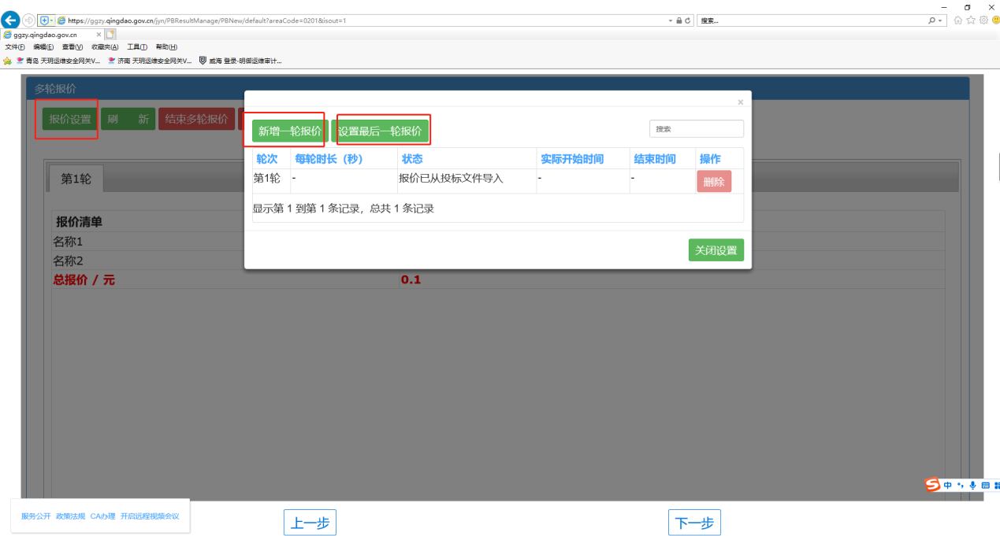 https://ggzy.qingdao.gov.cn/jyn/PBResultManage/PBNew/default?areaCode=0201&isout=1
搜索...
ggzy.qingdao.gov.cn ×
文件(F) 编辑(E) 查看(V) 收藏夹(A) 工具(T) 帮助(H)
青岛 天玥运维安全网关V... 济南 天玥运维安全网关V... 威海 登录-明御运维审计...
多轮报价
×
报价设置 刷 新 结束多轮报价
新增一轮报价 设置最后一轮报价 搜索
轮次 每轮时长（秒） 状态 实际开始时间 结束时间 操作
第1轮 - 报价已从投标文件导入 - - 删除
显示第 1 到第 1 条记录，总共 1 条记录
关闭设置
第1轮
报价清单
名称1
名称2
总报价 / 元 0.1
中
服务公开 政策法规 CA办理 开启远程视频会议
上一步 下一步